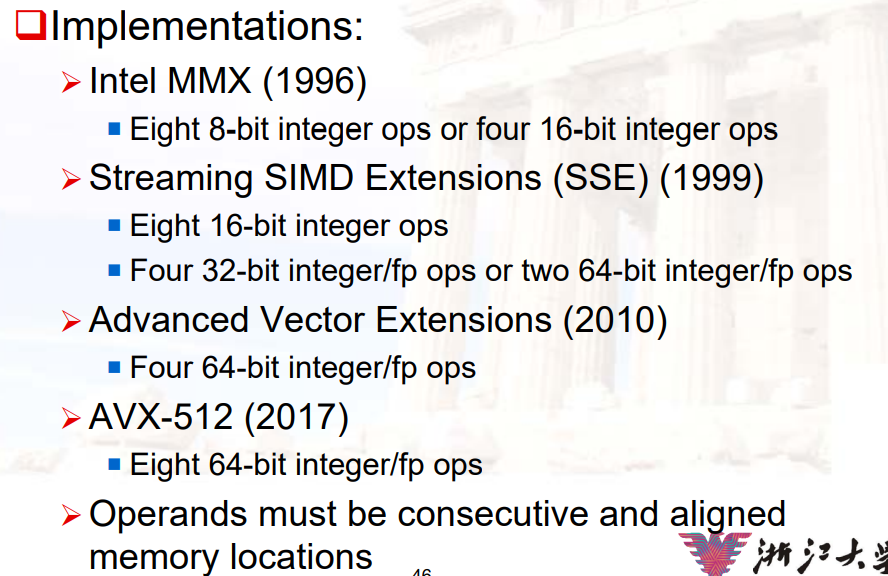 Implementations:
Intel MMX (1996)
Eight 8-bit integer ops or four 16-bit integer ops
Streaming SIMD Extensions (SSE) (1999)
Eight 16-bit integer ops
Four 32-bit integer/fp ops or two 64-bit integer/fp ops
Advanced Vector Extensions (2010)
Four 64-bit integer/fp ops
AVX-512 (2017)
Eight 64-bit integer/fp ops
Operands must be consecutive and aligned
memory locations
46
浙江大学